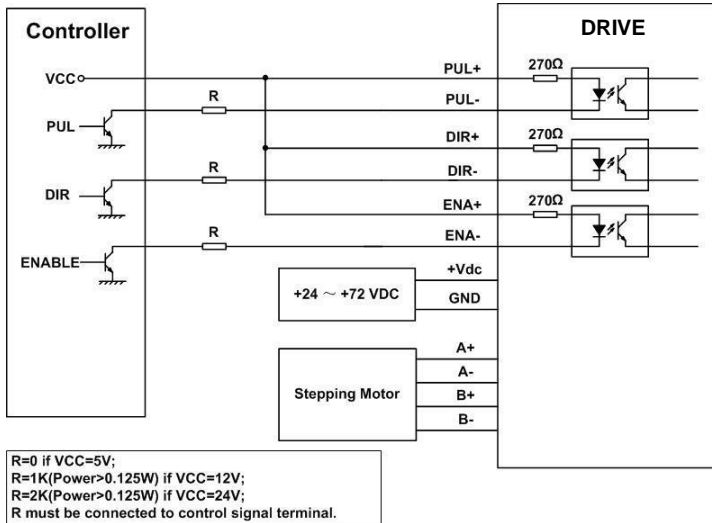 Controller
DRIVE
VCC
PUL
DIR
ENABLE
R
R
R
PUL+
PUL-
DIR+
DIR-
ENA+
ENA-
270Ω
270Ω
270Ω
+24 ～ +72 VDC
+Vdc
GND
Stepping Motor
A+
A-
B+
B-
R=0 if VCC=5V;
R=1K(Power>0.125W) if VCC=12V;
R=2K(Power>0.125W) if VCC=24V;
R must be connected to control signal terminal.